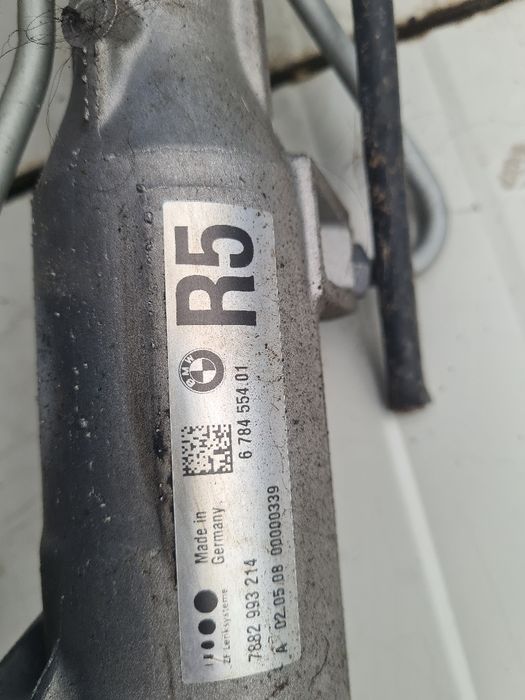 R5
BMW
6 784 554.01
Made in
Germany
ZF Lenksysteme
7882 993 214
A 02.05.08 00000339